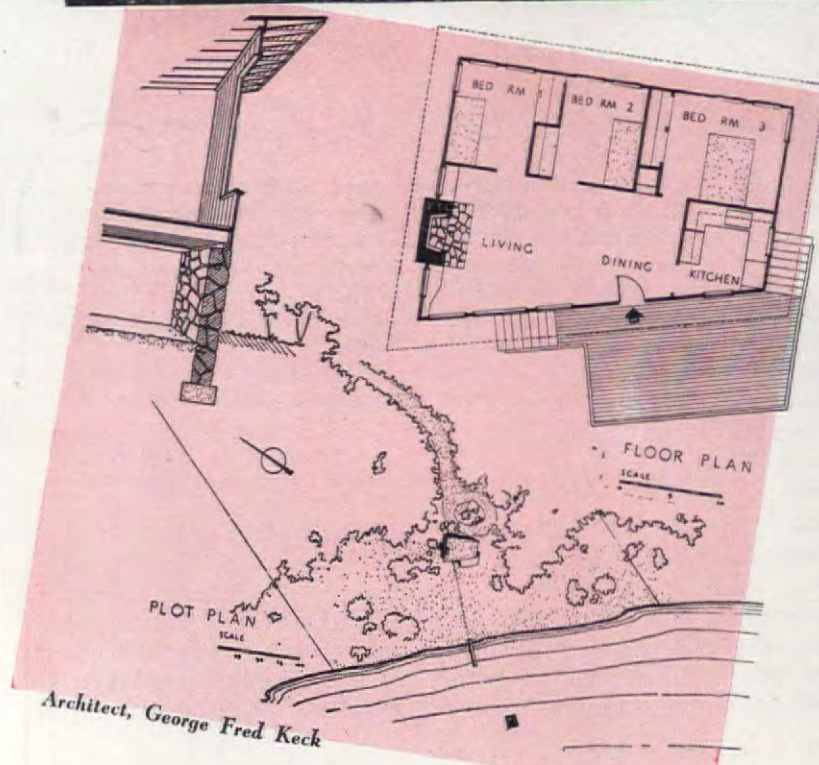 BED RM 1
BED RM 2
BED RM 3
LIVING
DINING
KITCHEN
FLOOR PLAN
SCALE
PLOT PLAN
SCALE
Architect, George Fred Keck